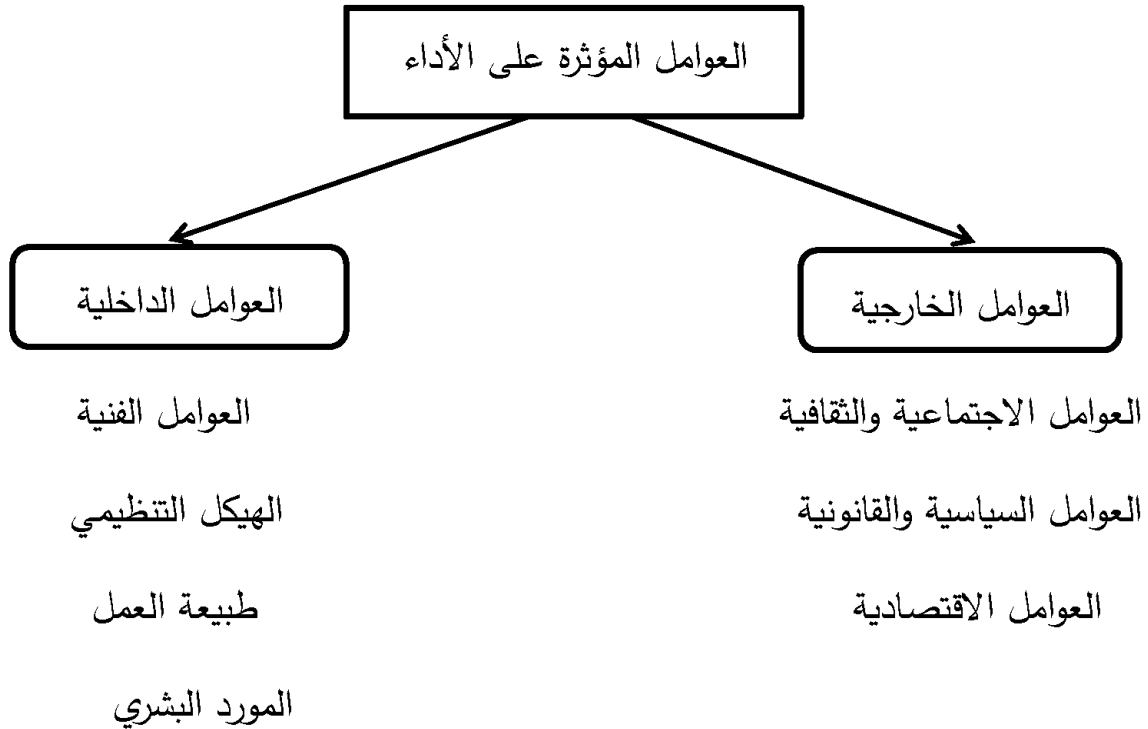 العوامل المؤثرة على الأداء
العوامل الخارجية
العوامل الاجتماعية والثقافية
العوامل السياسية والقانونية
العوامل الاقتصادية
العوامل الداخلية
العوامل الفنية
الهيكل التنظيمي
طبيعة العمل
المورد البشري